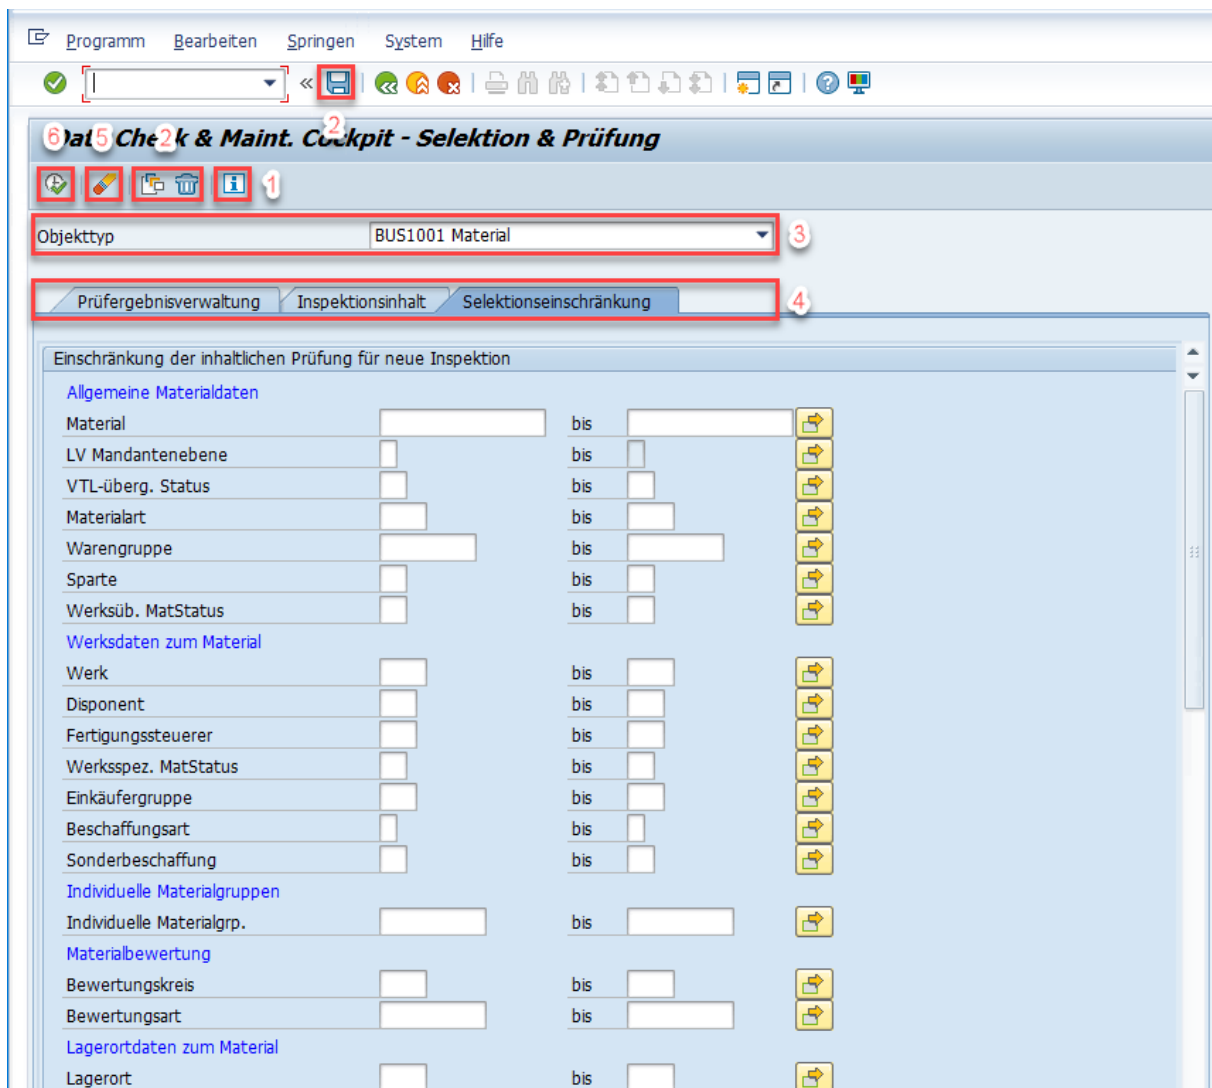 Programm Bearbeiten Springen System Hilfe
«
2
Data Check & Maint. Cockpit - Selektion & Prüfung
6 5 2
1
Objekttyp BUS1001 Material 3
Prüfergebnisverwaltung Inspektionsinhalt Selektionseinschränkung 4
Einschränkung der inhaltlichen Prüfung für neue Inspektion
Allgemeine Materialdaten
Material bis
LV Mandantenebene bis
VTL-überg. Status bis
Materialart bis
Warengruppe bis
Sparte bis
Werksüb. MatStatus bis
Werksdaten zum Material
Werk bis
Disponent bis
Fertigungssteuerer bis
Werksspez. MatStatus bis
Einkäufergruppe bis
Beschaffungsart bis
Sonderbeschaffung bis
Individuelle Materialgruppen
Individuelle Materialgrp. bis
Materialbewertung
Bewertungskreis bis
Bewertungsart bis
Lagerortdaten zum Material
Lagerort bis